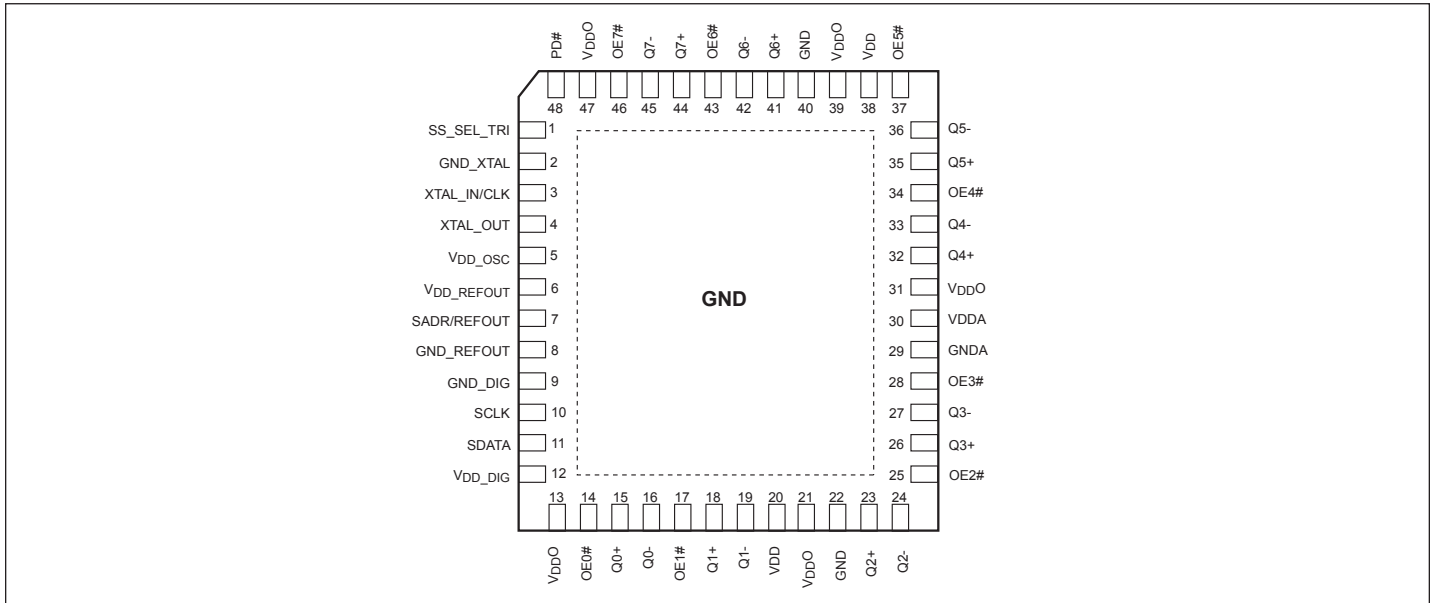 PD# VDDO OE7# Q7- Q7+ OE6# Q6- Q6+ GND VDDO VDD OE5#
48 47 46 45 44 43 42 41 40 39 38 37
SS_SEL_TRI 1 36 Q5-
GND_XTAL 2 35 Q5+
XTAL_IN/CLK 3 34 OE4#
XTAL_OUT 4 33 Q4-
VDD_OSC 5 32 Q4+
VDD_REFOUT 6 31 VDDO
GND
SADR/REFOUT 7 30 VDDA
GND_REFOUT 8 29 GNDA
GND_DIG 9 28 OE3#
SCLK 10 27 Q3-
SDATA 11 26 Q3+
VDD_DIG 12 25 OE2#
13 14 15 16 17 18 19 20 21 22 23 24
VDDO OE0# Q0+ Q0- OE1# Q1+ Q1- VDD VDDO GND Q2+ Q2-